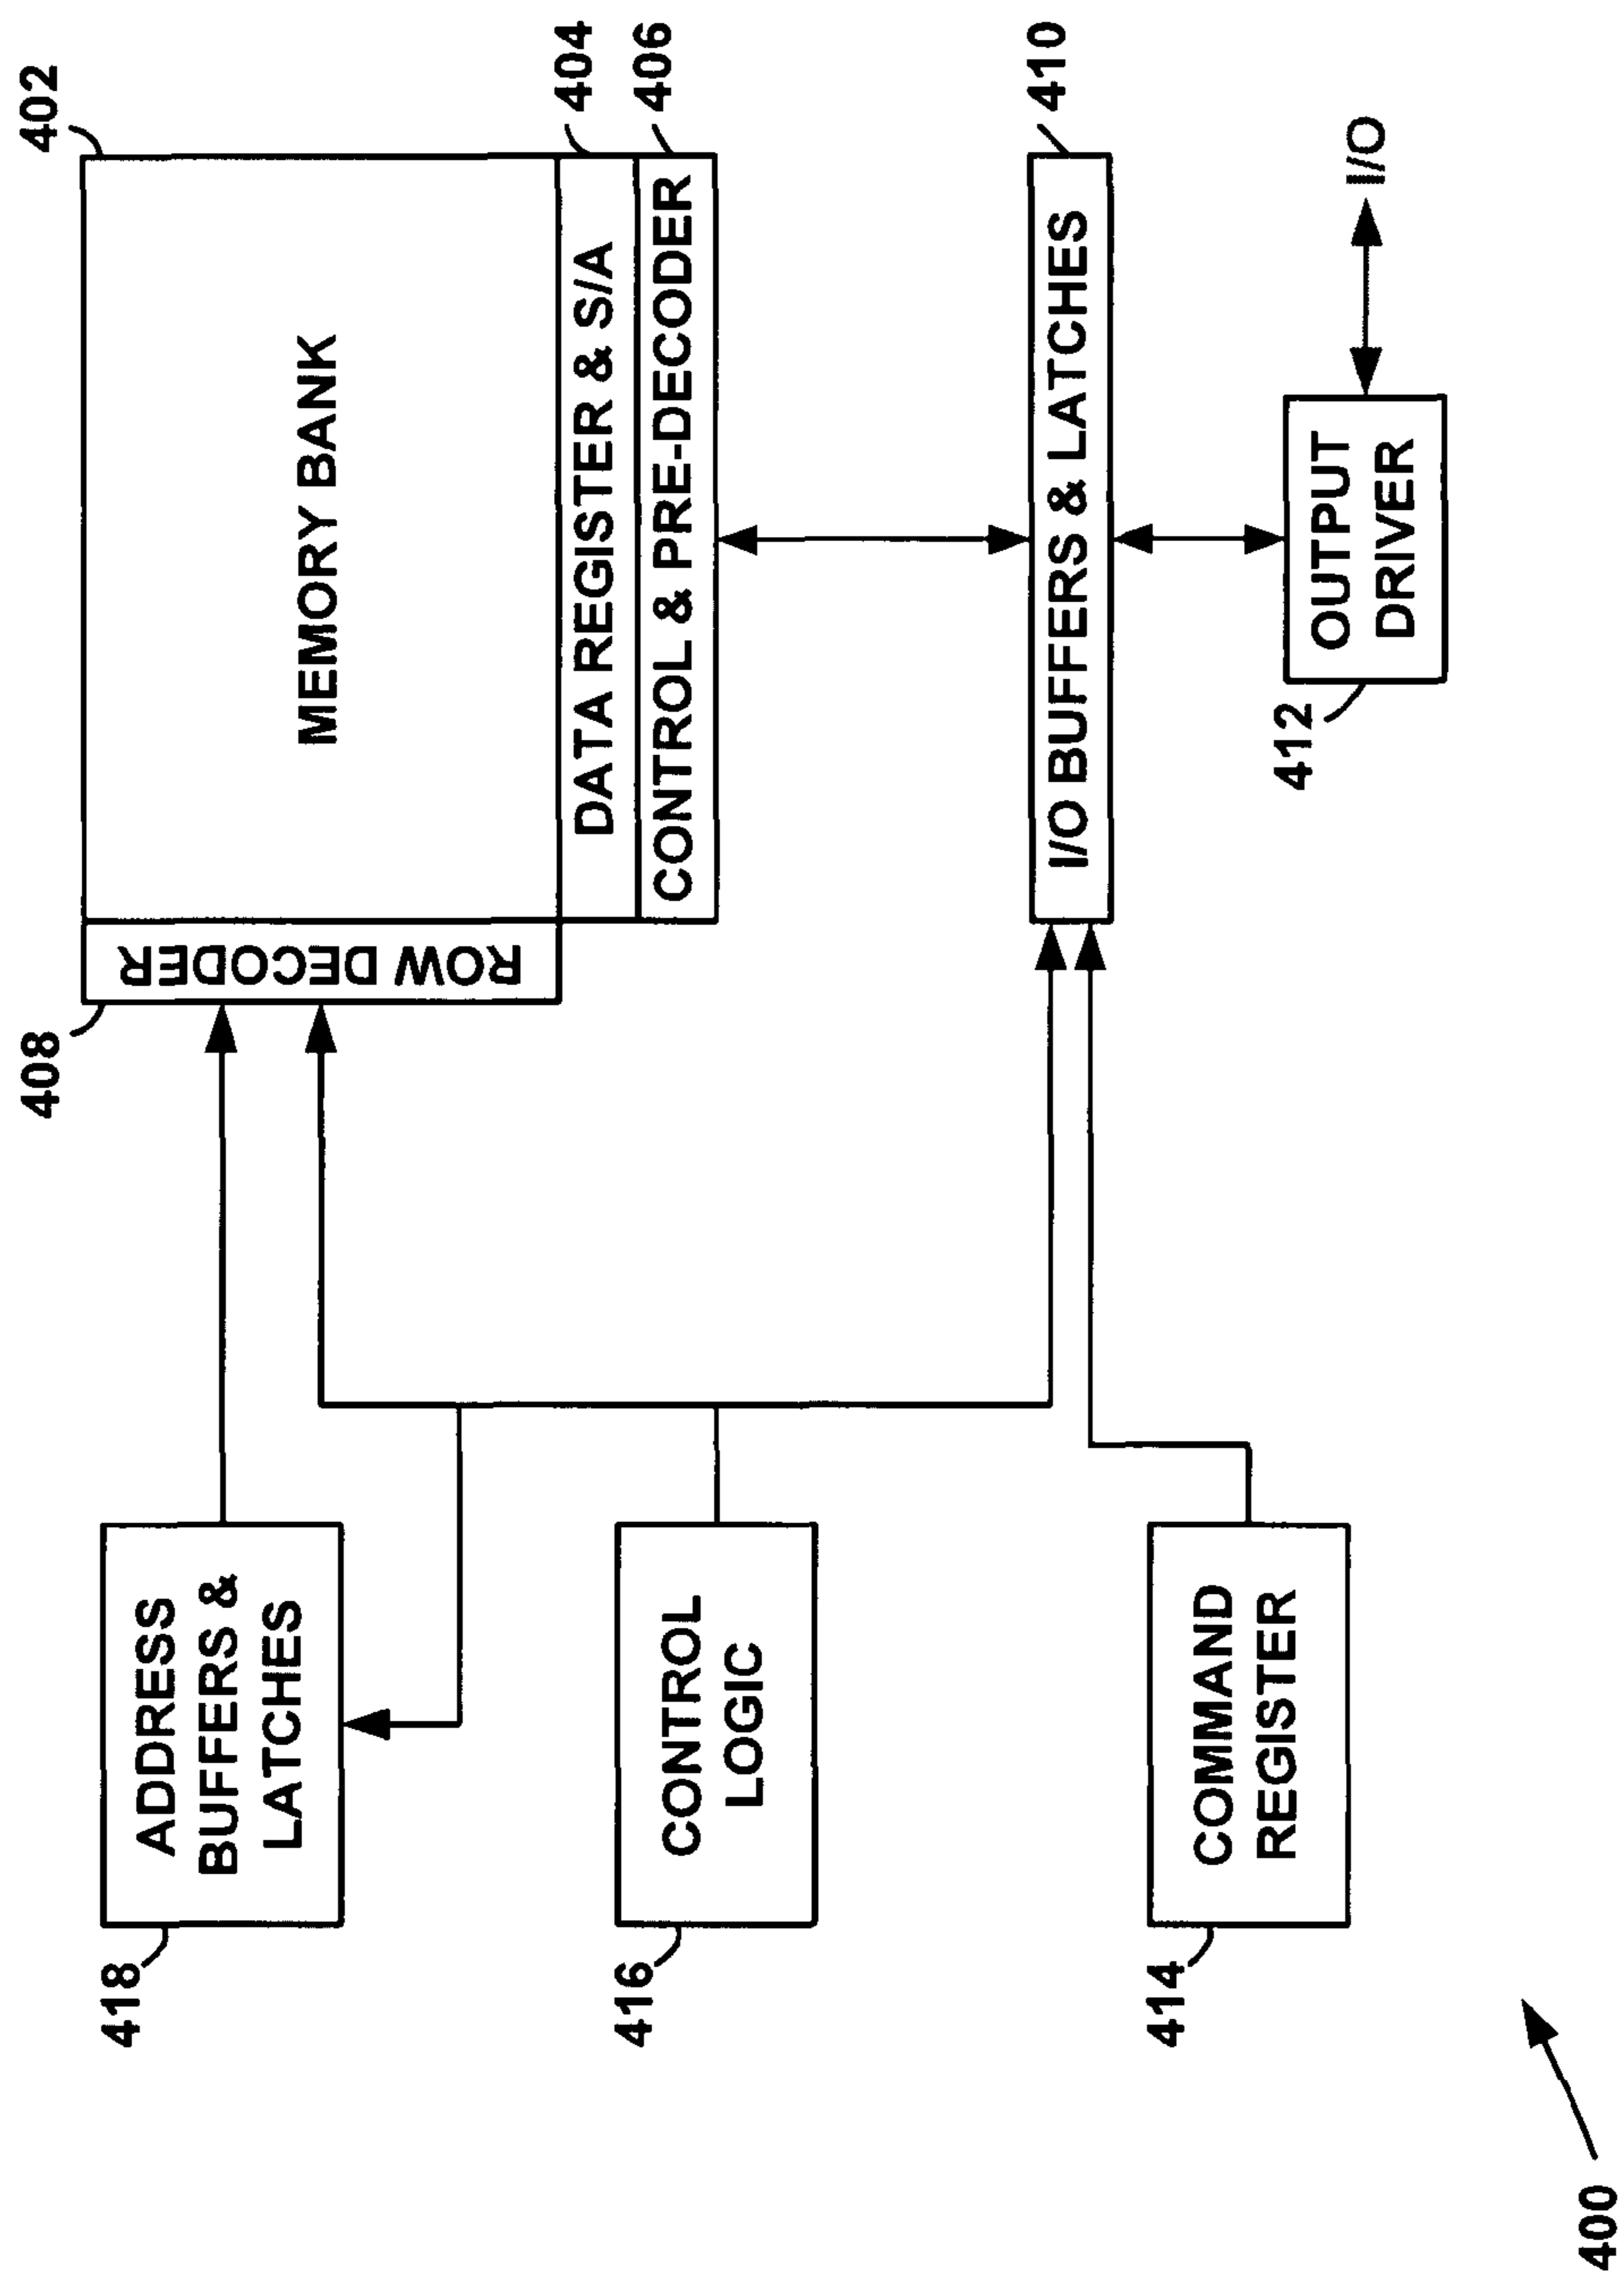 402
MEMORY BANK
404
DATA REGISTER & S/A
406
CONTROL & PRE-DECODER
408
ROW DECODER
418
ADDRESS
BUFFERS &
LATCHES
416
CONTROL
LOGIC
410
I/O BUFFERS & LATCHES
414
COMMAND
REGISTER
412
OUTPUT
DRIVER
I/O
400